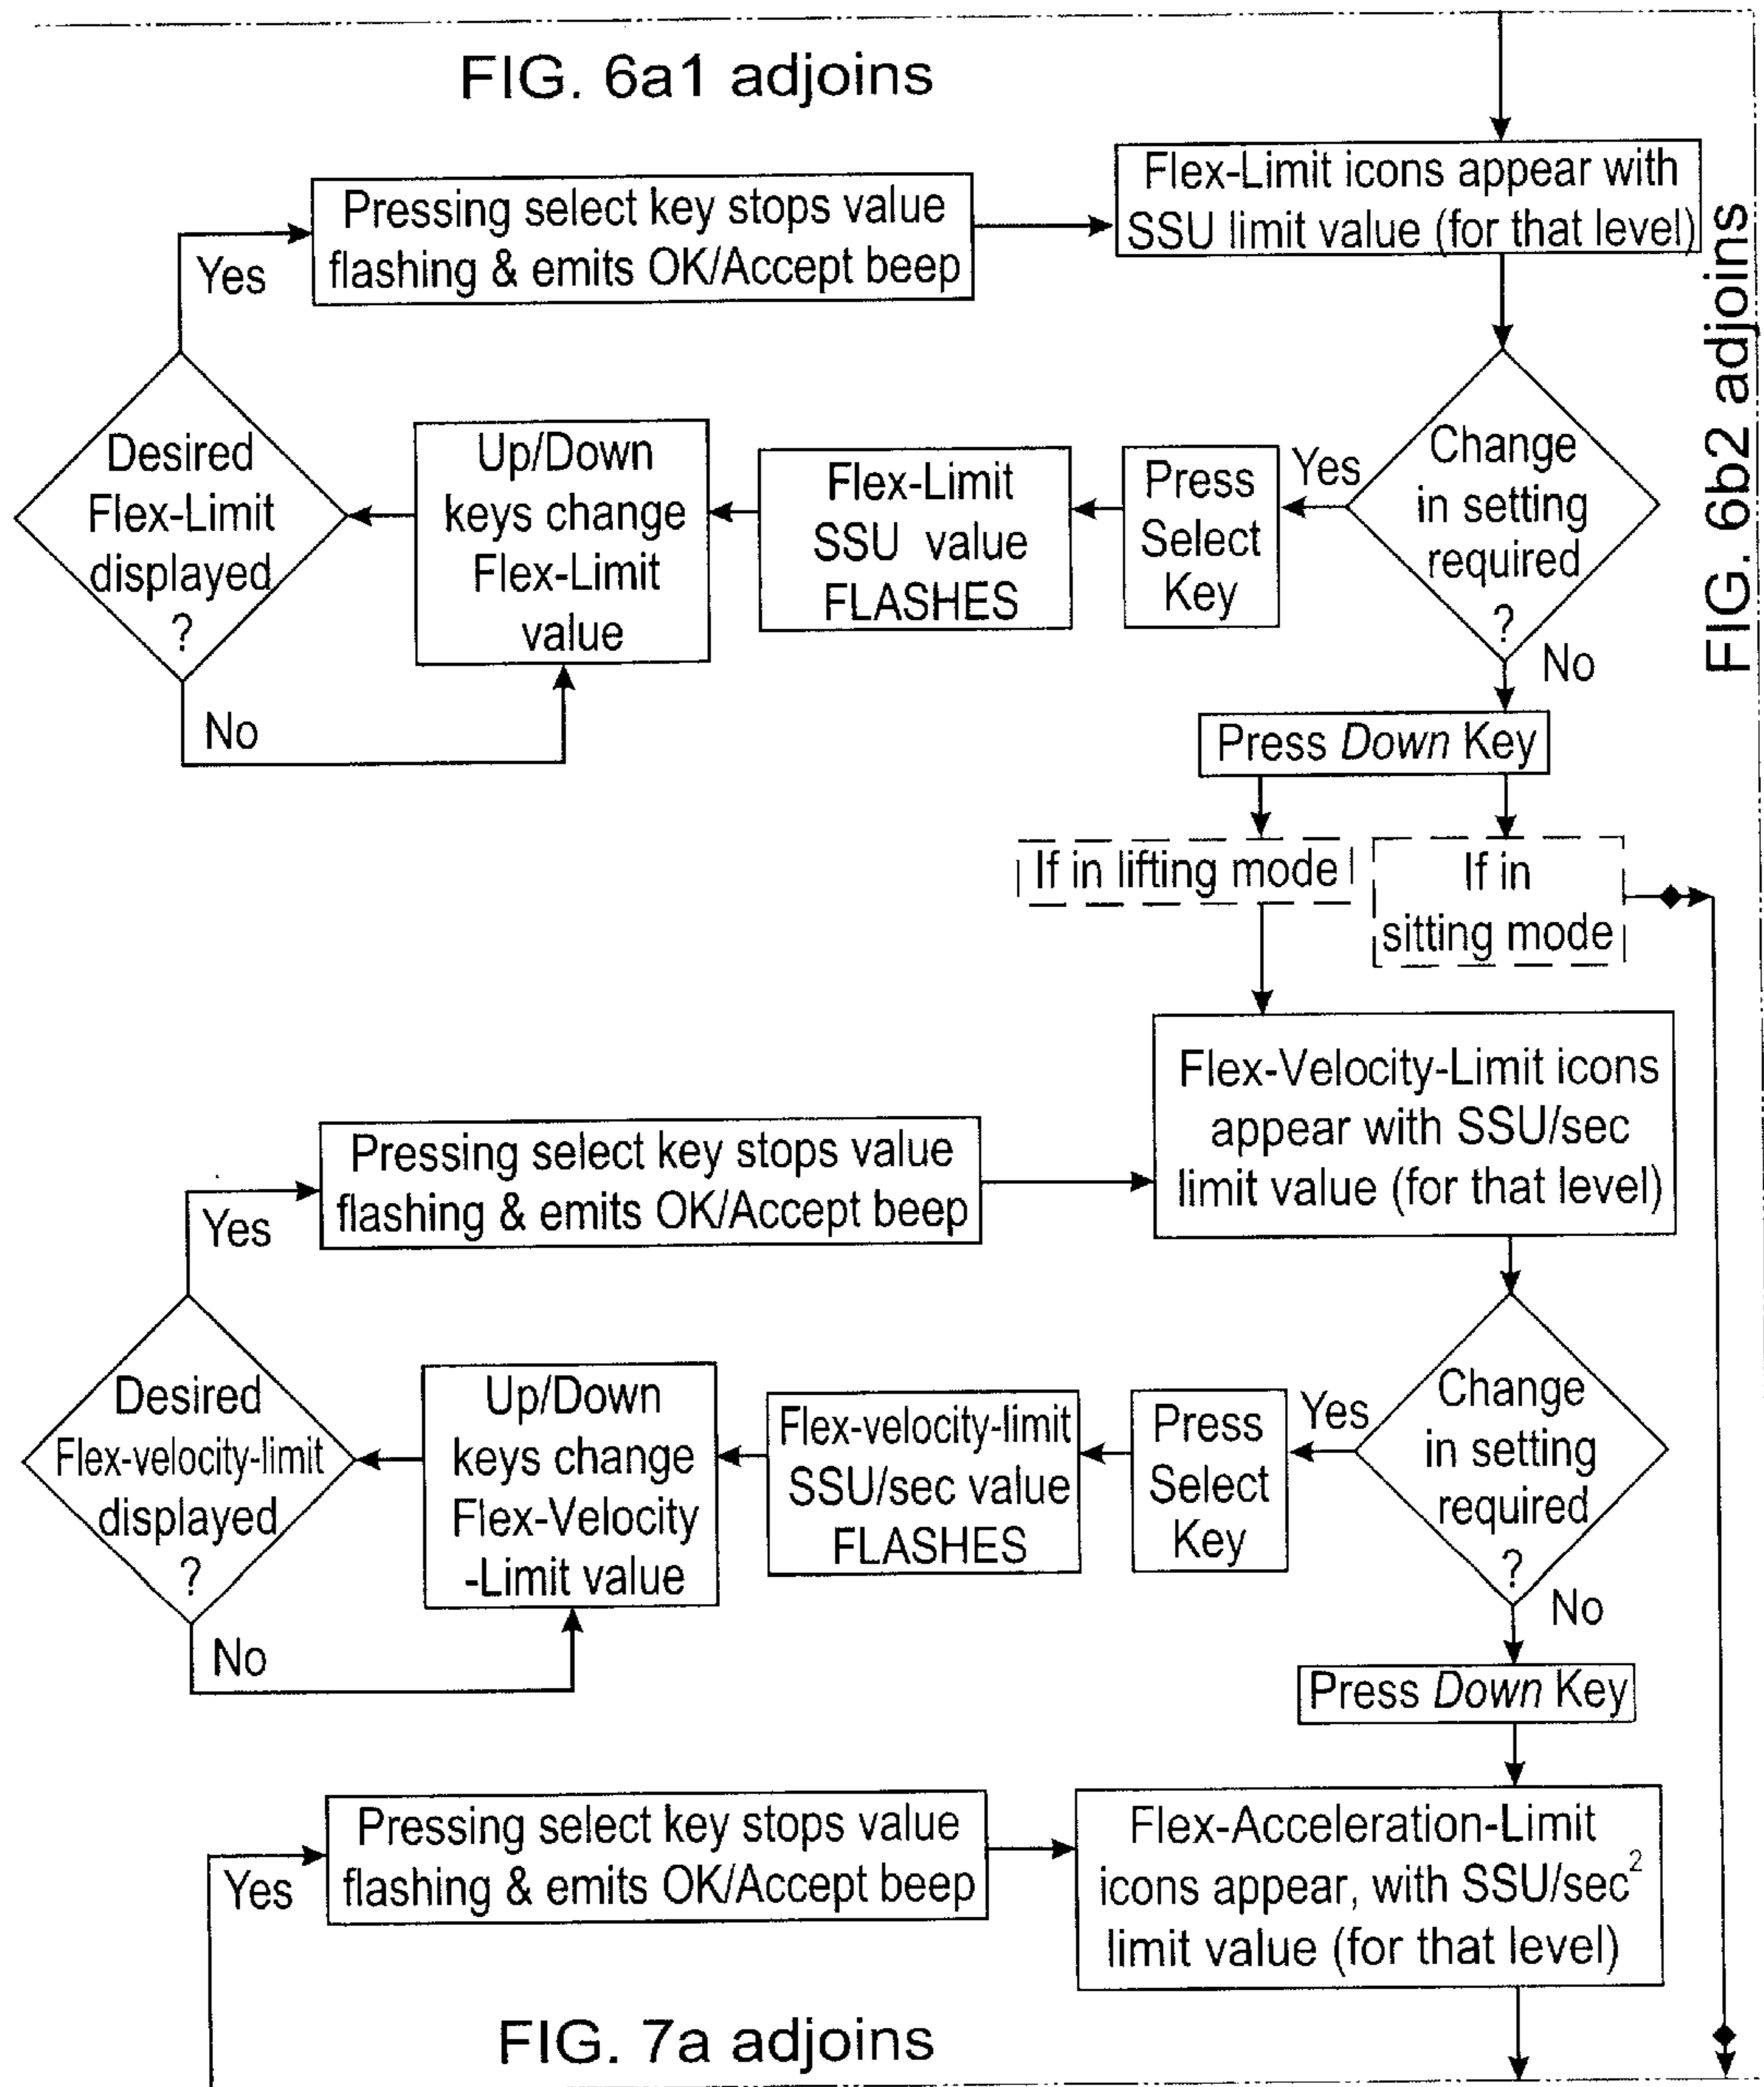 FIG. 6a1 adjoins
Flex-Limit icons appear with
SSU limit value (for that level)
Pressing select key stops value
flashing & emits OK/Accept beep
Yes
FIG. 6b2 adjoins
Desired
Flex-Limit
displayed
?
Up/Down
keys change
Flex-Limit
value
Flex-Limit
SSU value
FLASHES
Press
Select
Key
Yes
Change
in setting
required
?
No
No
Press Down Key
If in lifting mode
If in
sitting mode
Flex-Velocity-Limit icons
appear with SSU/sec
limit value (for that level)
Pressing select key stops value
flashing & emits OK/Accept beep
Yes
Desired
Flex-velocity-limit
displayed
?
Up/Down
keys change
Flex-Velocity
-Limit value
Flex-velocity-limit
SSU/sec value
FLASHES
Press
Select
Key
Yes
Change
in setting
required
?
No
No
Press Down Key
Pressing select key stops value
flashing & emits OK/Accept beep
Yes
Flex-Acceleration-Limit
icons appear, with SSU/sec²
limit value (for that level)
FIG. 7a adjoins